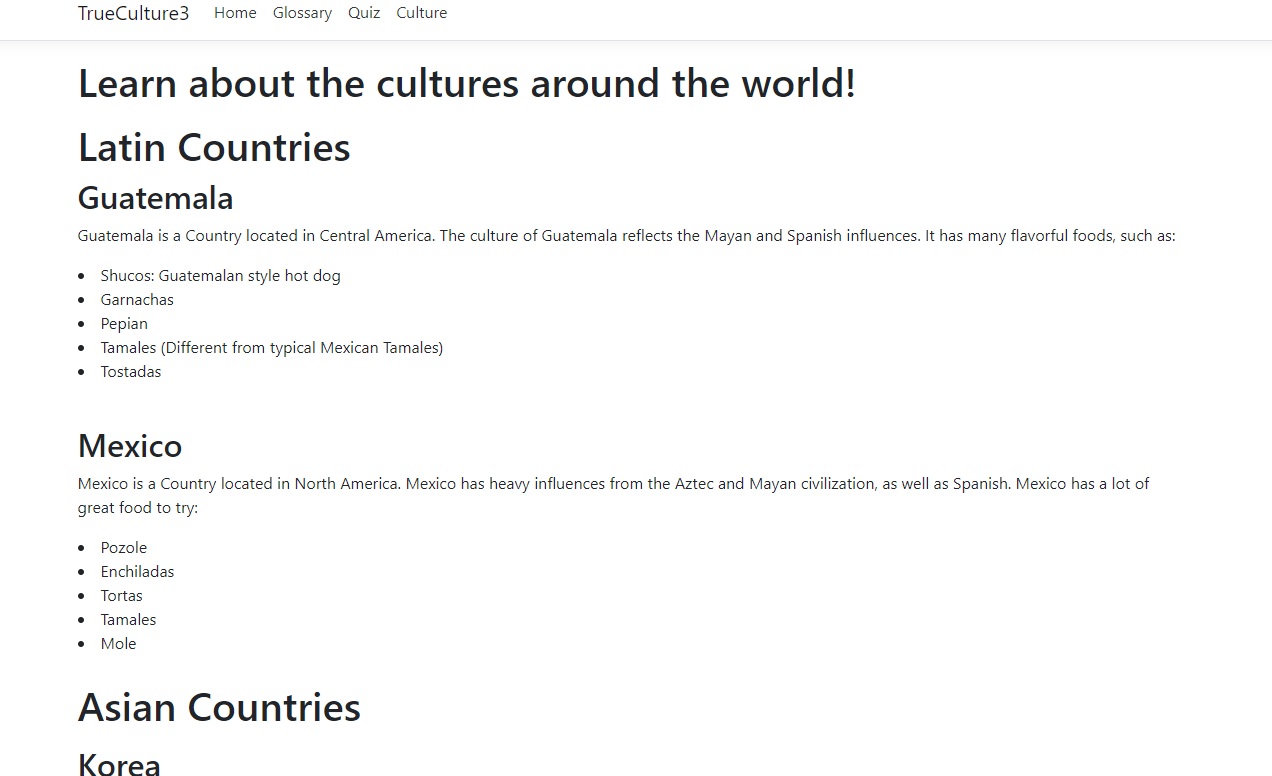 TrueCulture3 Home Glossary Quiz Culture
Learn about the cultures around the world!
Latin Countries
Guatemala
Guatemala is a Country located in Central America. The culture of Guatemala reflects the Mayan and Spanish influences. It has many flavorful foods, such as:
Shucos: Guatemalan style hot dog
Garnachas
Pepian
Tamales (Different from typical Mexican Tamales)
Tostadas
Mexico
Mexico is a Country located in North America. Mexico has heavy influences from the Aztec and Mayan civilization, as well as Spanish. Mexico has a lot of
great food to try:
Pozole
Enchiladas
Tortas
Tamales
Mole
Asian Countries
Korea